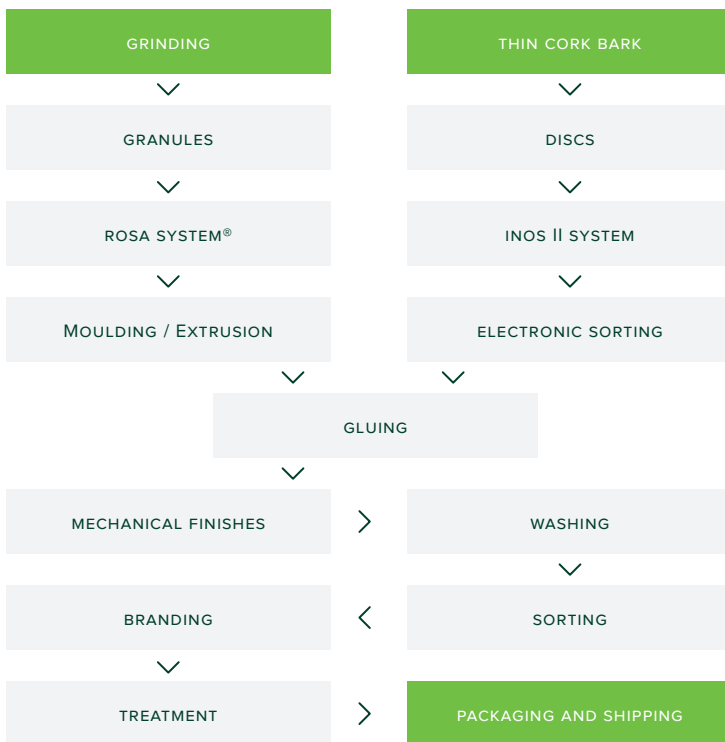 GRINDING
THIN CORK BARK
GRANULES
DISCS
ROSA SYSTEM®
INOS II SYSTEM
MOULDING / EXTRUSION
ELECTRONIC SORTING
GLUING
MECHANICAL FINISHES
WASHING
BRANDING
SORTING
TREATMENT
PACKAGING AND SHIPPING